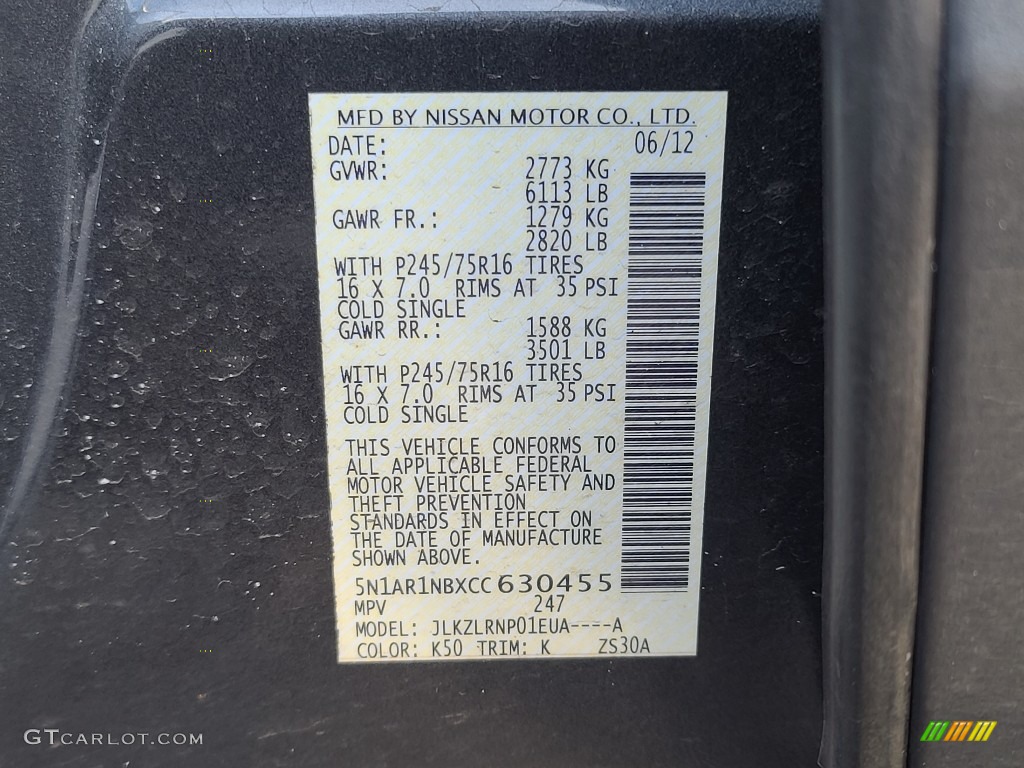 MFD BY NISSAN MOTOR CO., LTD.
DATE: 06/12
GVWR: 2773 KG
6113 LB
GAWR FR.: 1279 KG
2820 LB
WITH P245/75R16 TIRES
16 X 7.0 RIMS AT 35 PSI
COLD SINGLE
GAWR RR.: 1588 KG
3501 LB
WITH P245/75R16 TIRES
16 X 7.0 RIMS AT 35 PSI
COLD SINGLE
THIS VEHICLE CONFORMS TO
ALL APPLICABLE FEDERAL
MOTOR VEHICLE SAFETY AND
THEFT PREVENTION
STANDARDS IN EFFECT ON
THE DATE OF MANUFACTURE
SHOWN ABOVE.
5N1AR1NBXCC 630455
MPV 247
MODEL: JLKZLRNP01EUA----A
COLOR: K50 TRIM: K ZS30A
GTCARLOT.COM